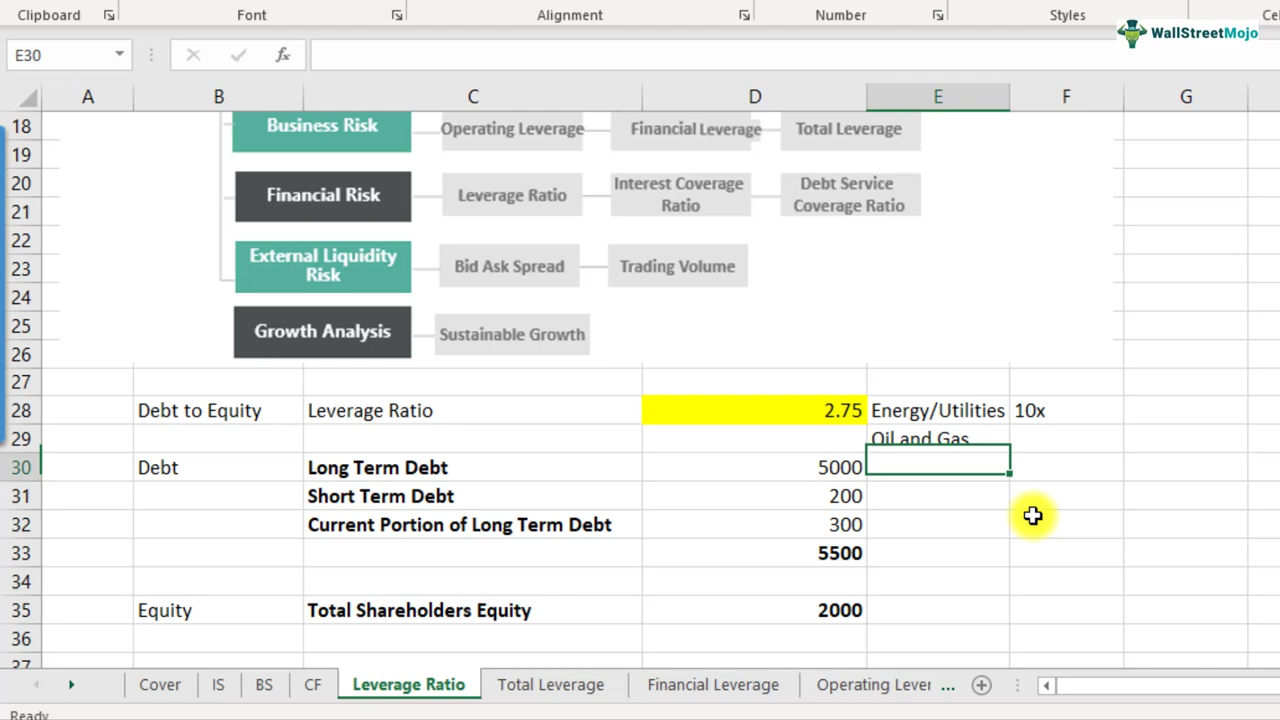 Clipboard Font Alignment Number Styles
WallStreetMojo
E30 fx
A B C D E F G
18 Business Risk Operating Leverage Financial Leverage Total Leverage
19
20 Financial Risk Leverage Ratio Interest Coverage Ratio Debt Service Coverage Ratio
21
22
23 External Liquidity Risk Bid Ask Spread Trading Volume
24
25 Growth Analysis Sustainable Growth
26
27
28 Debt to Equity Leverage Ratio 2.75 Energy/Utilities 10x
29 Oil and Gas
30 Debt Long Term Debt 5000
31 Short Term Debt 200
32 Current Portion of Long Term Debt 300
33 5500
34
35 Equity Total Shareholders Equity 2000
36
37
Cover IS BS CF Leverage Ratio Total Leverage Financial Leverage Operating Lever ...
Ready